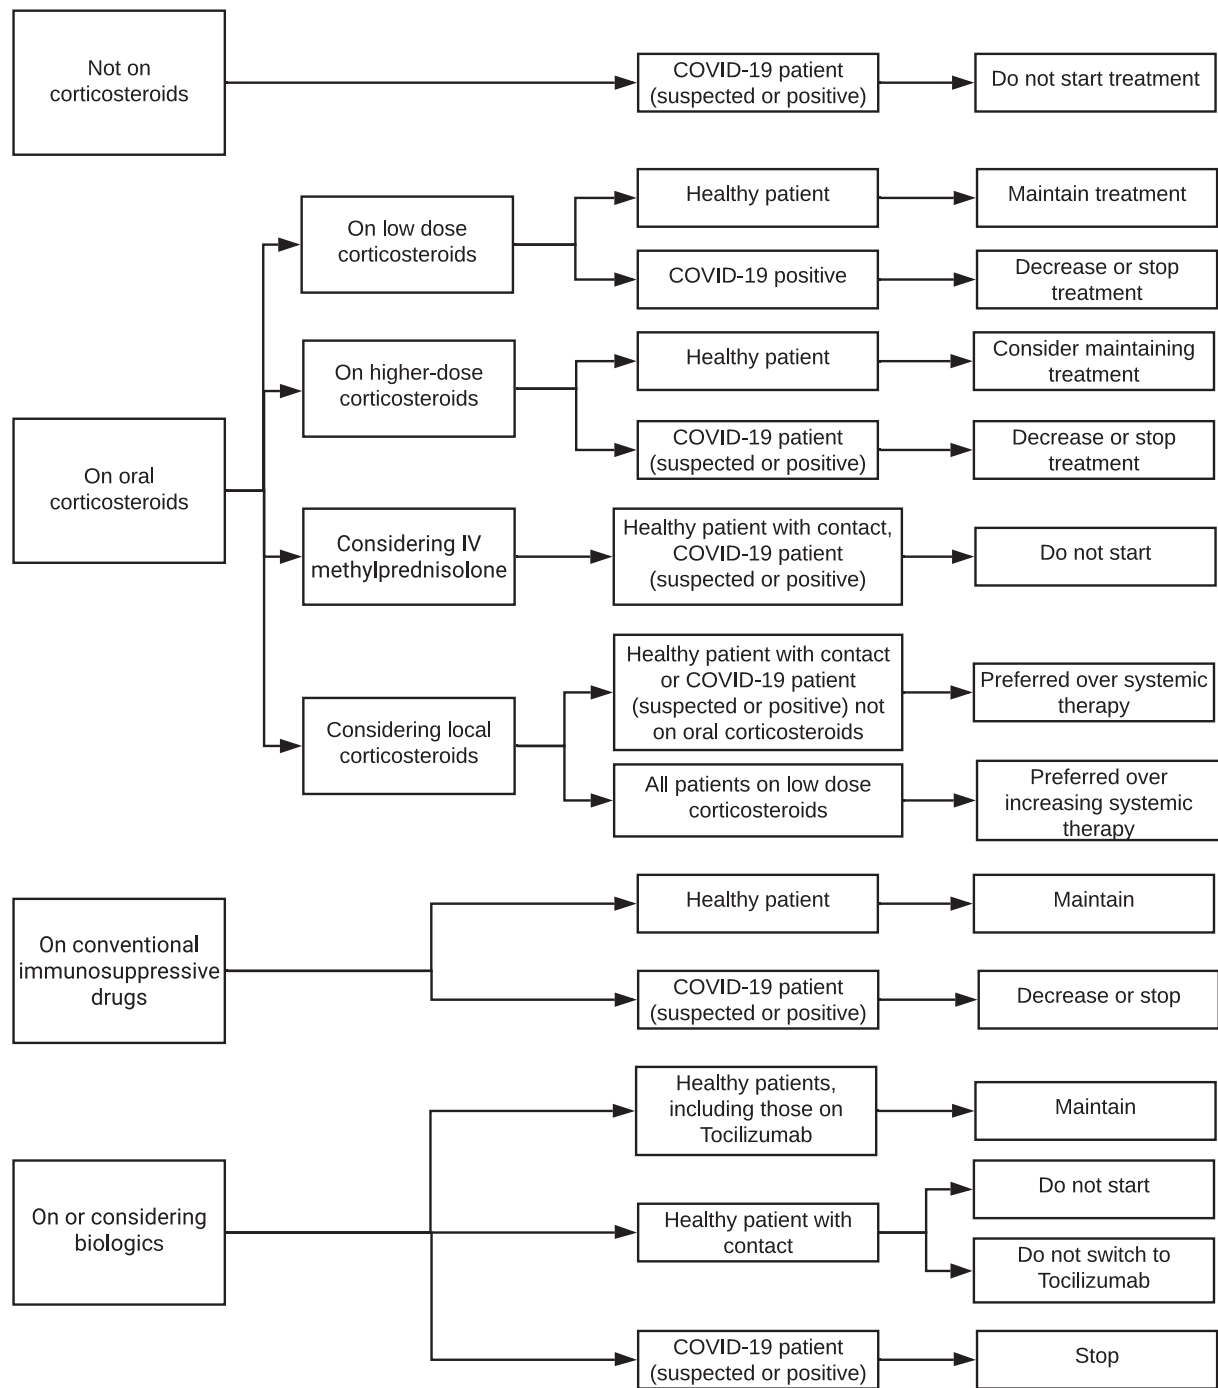 Not on
corticosteroids
COVID-19 patient
(suspected or positive)
Do not start treatment
On oral
corticosteroids
On low dose
corticosteroids
Healthy patient
Maintain treatment
COVID-19 positive
Decrease or stop
treatment
On higher-dose
corticosteroids
Healthy patient
Consider maintaining
treatment
COVID-19 patient
(suspected or positive)
Decrease or stop
treatment
Considering IV
methylprednisolone
Healthy patient with contact,
COVID-19 patient
(suspected or positive)
Do not start
Considering local
corticosteroids
Healthy patient with contact
or COVID-19 patient
(suspected or positive) not
on oral corticosteroids
Preferred over systemic
therapy
All patients on low dose
corticosteroids
Preferred over
increasing systemic
therapy
On conventional
immunosuppressive
drugs
Healthy patient
Maintain
COVID-19 patient
(suspected or positive)
Decrease or stop
On or considering
biologics
Healthy patients,
including those on
Tocilizumab
Maintain
Healthy patient with
contact
Do not start
Do not switch to
Tocilizumab
COVID-19 patient
(suspected or positive)
Stop